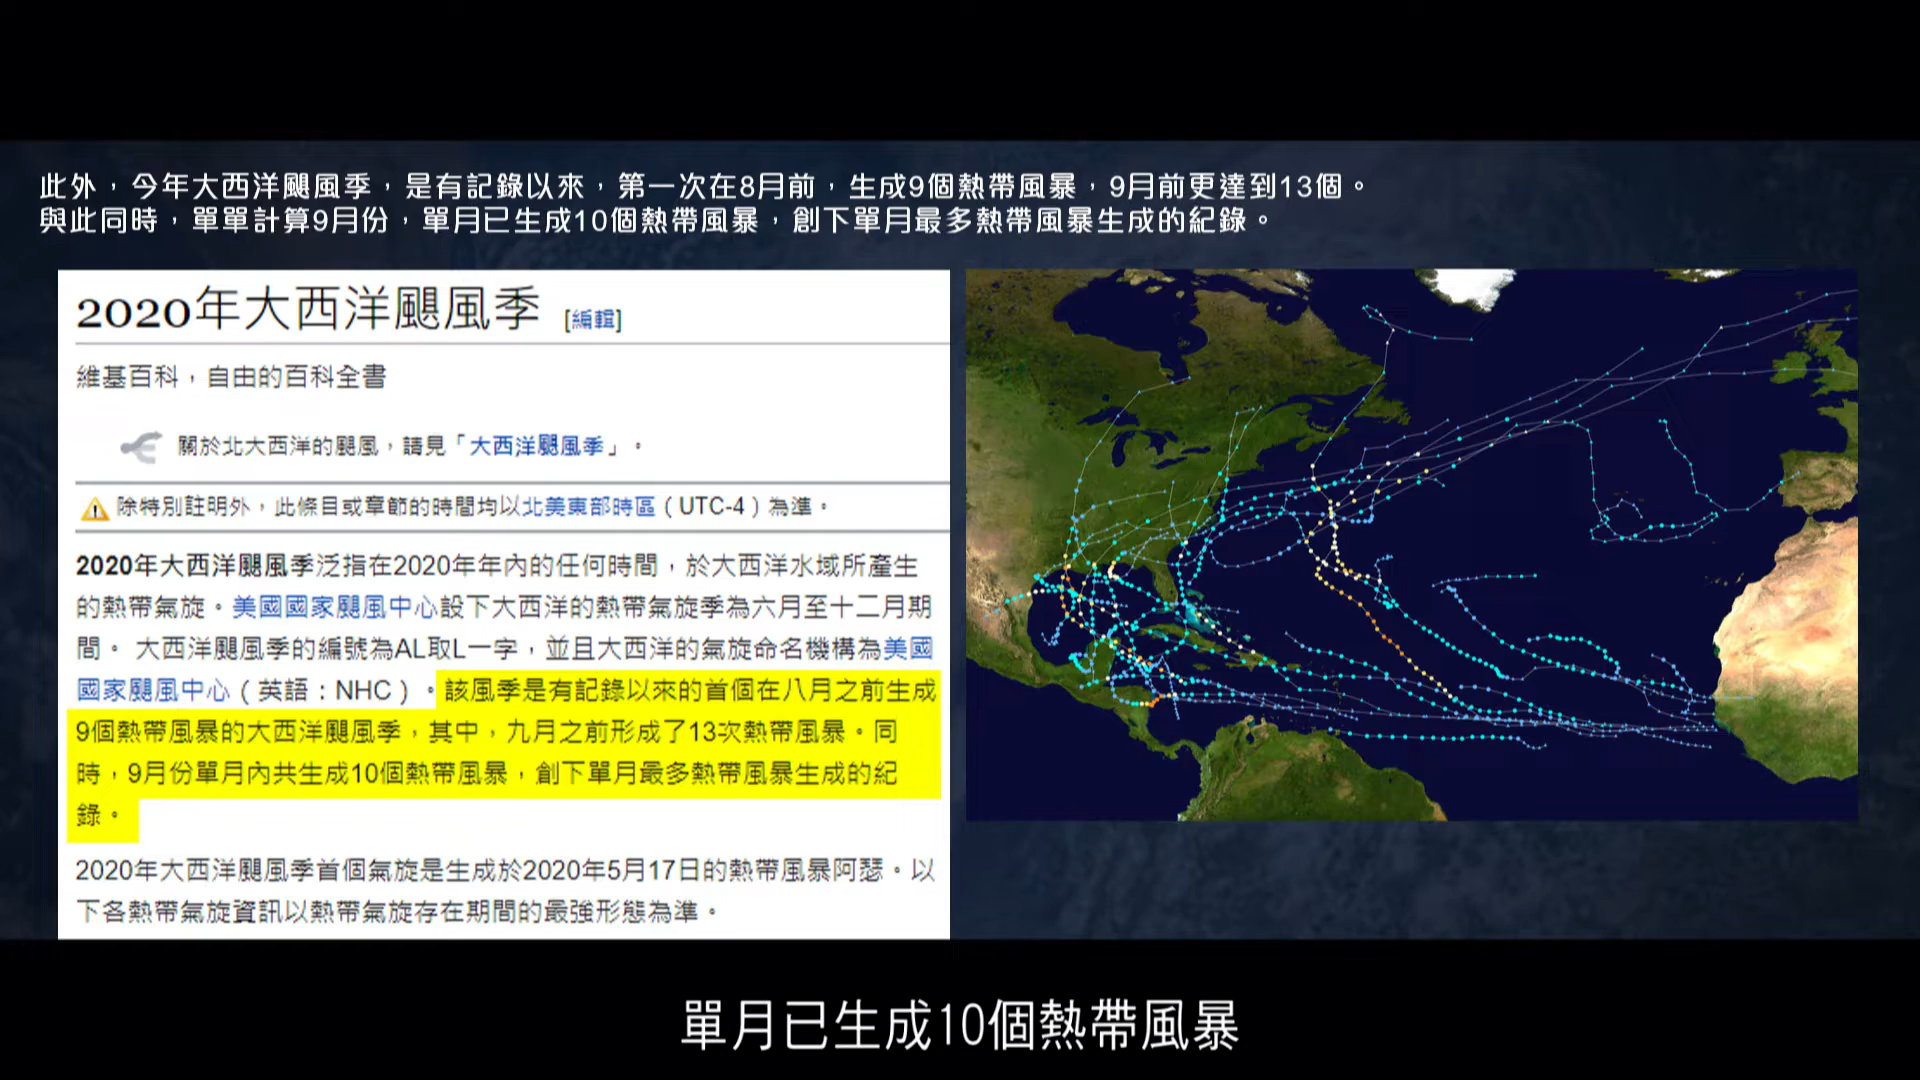 此外，今年大西洋颶風季，是有記錄以來，第一次在8月前，生成9個熱帶風暴，9月前更達到13個。
與此同時，單單計算9月份，單月已生成10個熱帶風暴，創下單月最多熱帶風暴生成的紀錄。
2020年大西洋颶風季 [編輯]
維基百科，自由的百科全書
關於北大西洋的颶風，請見「大西洋颶風季」。
除特別註明外，此條目或章節的時間均以北美東部時區（UTC-4）為準。
2020年大西洋颶風季泛指在2020年年內的任何時間，於大西洋水域所產生
的熱帶氣旋。美國國家颶風中心設下大西洋的熱帶氣旋季為六月至十二月期
間。 大西洋颶風季的編號為AL取L一字，並且大西洋的氣旋命名機構為美國
國家颶風中心（英語：NHC）。該風季是有記錄以來的首個在八月之前生成
9個熱帶風暴的大西洋颶風季，其中，九月之前形成了13次熱帶風暴。同
時，9月份單月內共生成10個熱帶風暴，創下單月最多熱帶風暴生成的紀
錄。
2020年大西洋颶風季首個氣旋是生成於2020年5月17日的熱帶風暴阿瑟。以
下各熱帶氣旋資訊以熱帶氣旋存在期間的最強形態為準。
單月已生成10個熱帶風暴